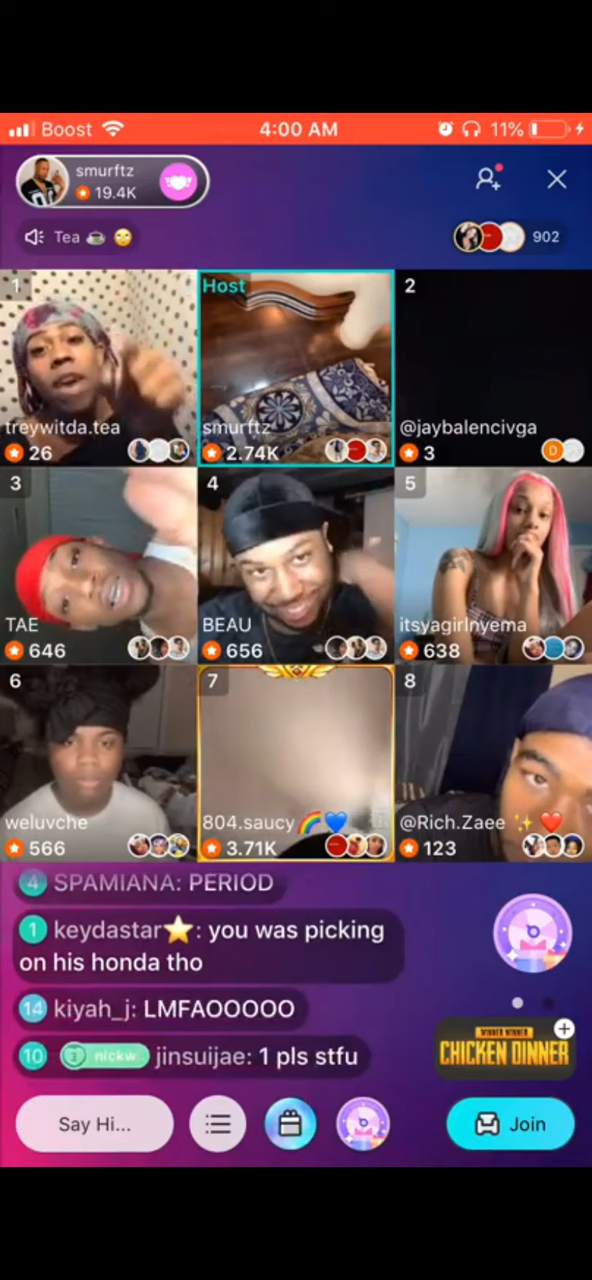 Boost
4:00 AM
11%
smurftz
19.4K
Tea ☕ 🙄
902
1
treywitda.tea
26
Host
smurftz
2.74K
2
@jaybalencivga
3
D
3
TAE
646
4
BEAU
656
5
itsyagirlnyema
638
6
weluvche
566
7
804.saucy🌈💙
3.71K
8
@Rich.Zaee ✨❤️
123
4 SPAMIANA: PERIOD
1 keydastar⭐: you was picking
on his honda tho
14 kiyah_j: LMFAOOOOO
10 nickw jinsuijae: 1 pls stfu
WINNER WINNER
CHICKEN DINNER
Say Hi...
Join